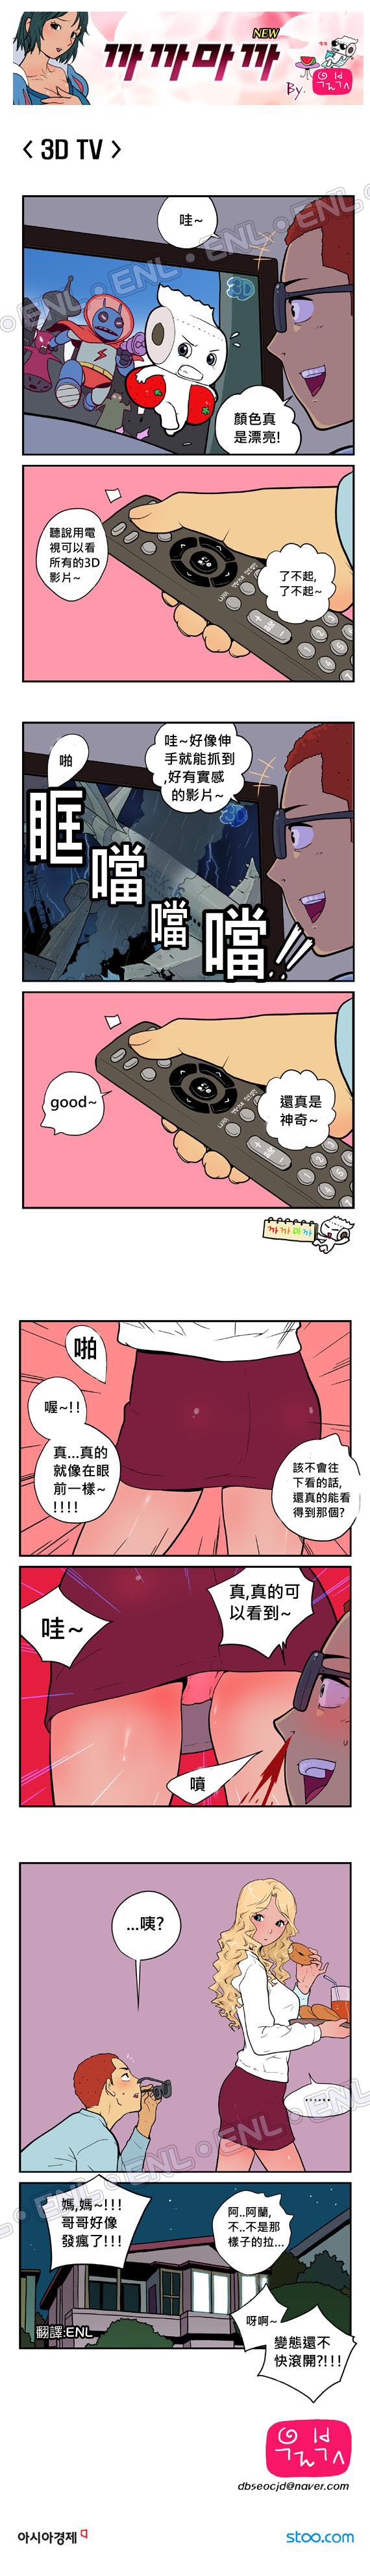 NEW
까까마까
By.
< 3D TV >
哇~
3D
顏色真
是漂亮!
聽說用電
視可以看
所有的3D
影片~
了不起,
了不起~
啪
哇~好像伸
手就能抓到
,好有實感
的影片~
3D
眶
噹
噹
噹!!
good~
還真是
神奇~
까까마까
啪
喔~!!
真...真的
就像在眼
前一樣~
!!!!
該不會往
下看的話,
還真的能看
得到那個?
哇~
真,真的可
以看到~
噴
...咦?
......
媽,媽~!!!
哥哥好像
發瘋了!!!
阿..阿蘭,
不..不是那
樣子的拉...
呀啊~
變態還不
快滾開?!!!
翻譯:ENL
dbseocjd@naver.com
아시아경제
stoo.com